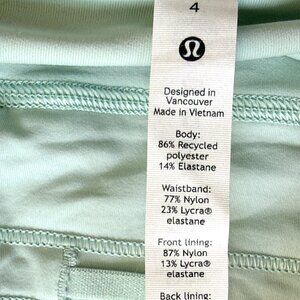 4
Designed in
Vancouver
Made in Vietnam
Body:
86% Recycled
polyester
14% Elastane
Waistband:
77% Nylon
23% Lycra®
elastane
Front lining:
87% Nylon
13% Lycra®
elastane
Back lining: